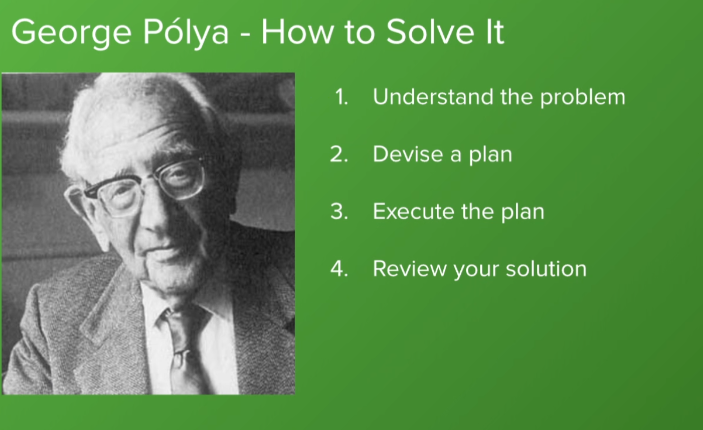 George Pólya - How to Solve It
1. Understand the problem
2. Devise a plan
3. Execute the plan
4. Review your solution